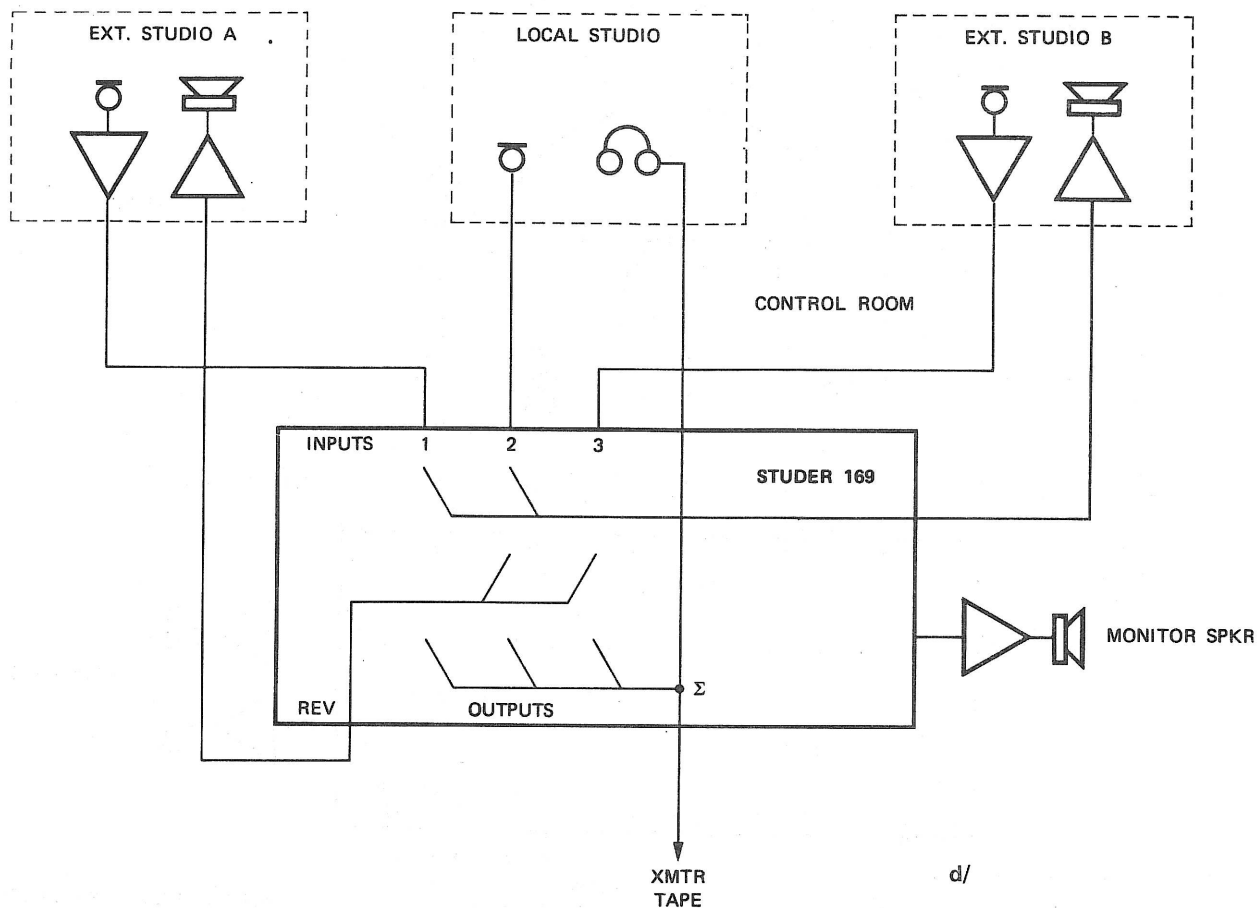 EXT. STUDIO A
LOCAL STUDIO
EXT. STUDIO B
CONTROL ROOM
INPUTS 1 2 3
STUDER 169
MONITOR SPKR
Σ
REV OUTPUTS
XMTR
TAPE
d/